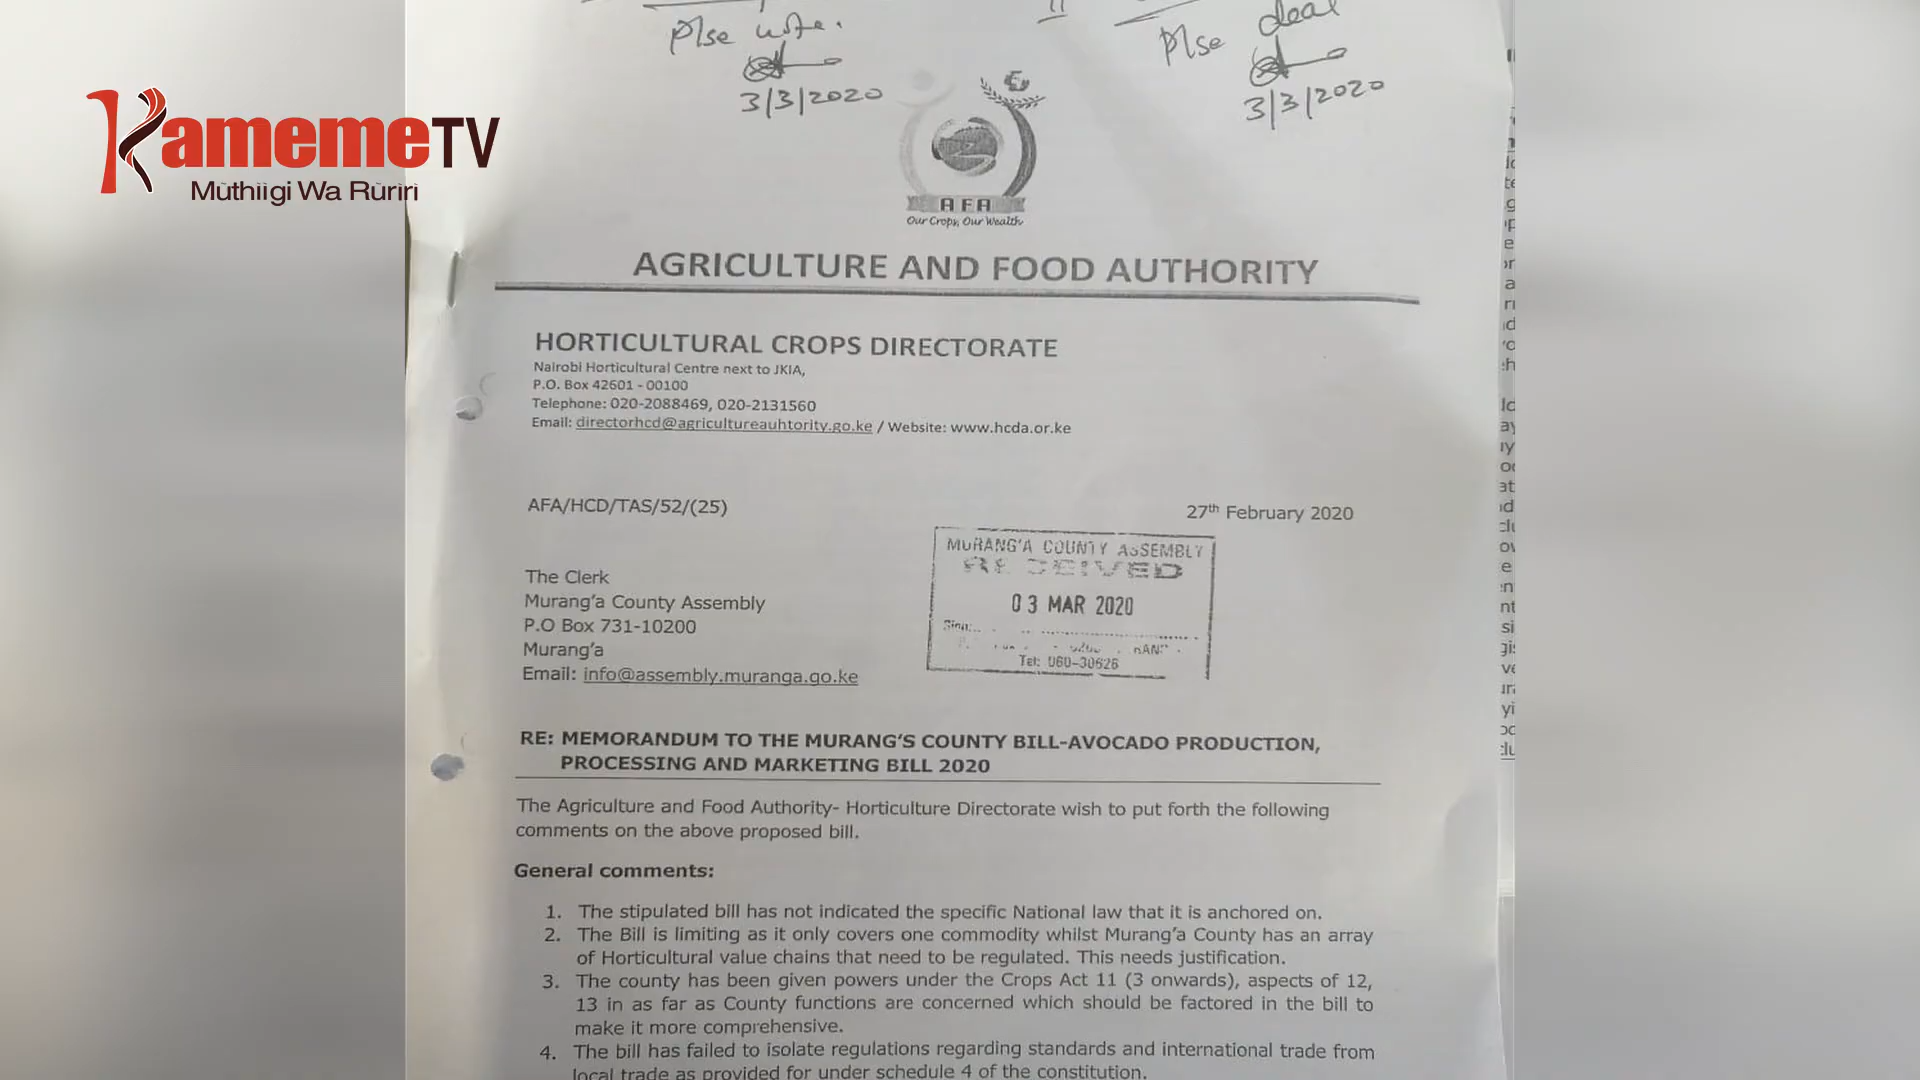 Plse note.
3/3/2020
Plse deal
3/3/2020
KamemeTV
Mũthiigi Wa Rũrĩrĩ
AFA
Our Crops, Our Wealth
AGRICULTURE AND FOOD AUTHORITY
HORTICULTURAL CROPS DIRECTORATE
Nairobi Horticultural Centre next to JKIA,
P.O. Box 42601 - 00100
Telephone: 020-2088469, 020-2131560
Email: directorhcd@agricultureauhtority.go.ke / Website: www.hcda.or.ke
AFA/HCD/TAS/52/(25)
27th February 2020
MURANG'A COUNTY ASSEMBLY
RECEIVED
03 MAR 2020
Sign:
Tel: 060-30626
The Clerk
Murang'a County Assembly
P.O Box 731-10200
Murang'a
Email: info@assembly.muranga.go.ke
RE: MEMORANDUM TO THE MURANG'S COUNTY BILL-AVOCADO PRODUCTION,
PROCESSING AND MARKETING BILL 2020
The Agriculture and Food Authority- Horticulture Directorate wish to put forth the following
comments on the above proposed bill.
General comments:
1. The stipulated bill has not indicated the specific National law that it is anchored on.
2. The Bill is limiting as it only covers one commodity whilst Murang'a County has an array
of Horticultural value chains that need to be regulated. This needs justification.
3. The county has been given powers under the Crops Act 11 (3 onwards), aspects of 12,
13 in as far as County functions are concerned which should be factored in the bill to
make it more comprehensive.
4. The bill has failed to isolate regulations regarding standards and international trade from
local trade as provided for under schedule 4 of the constitution.